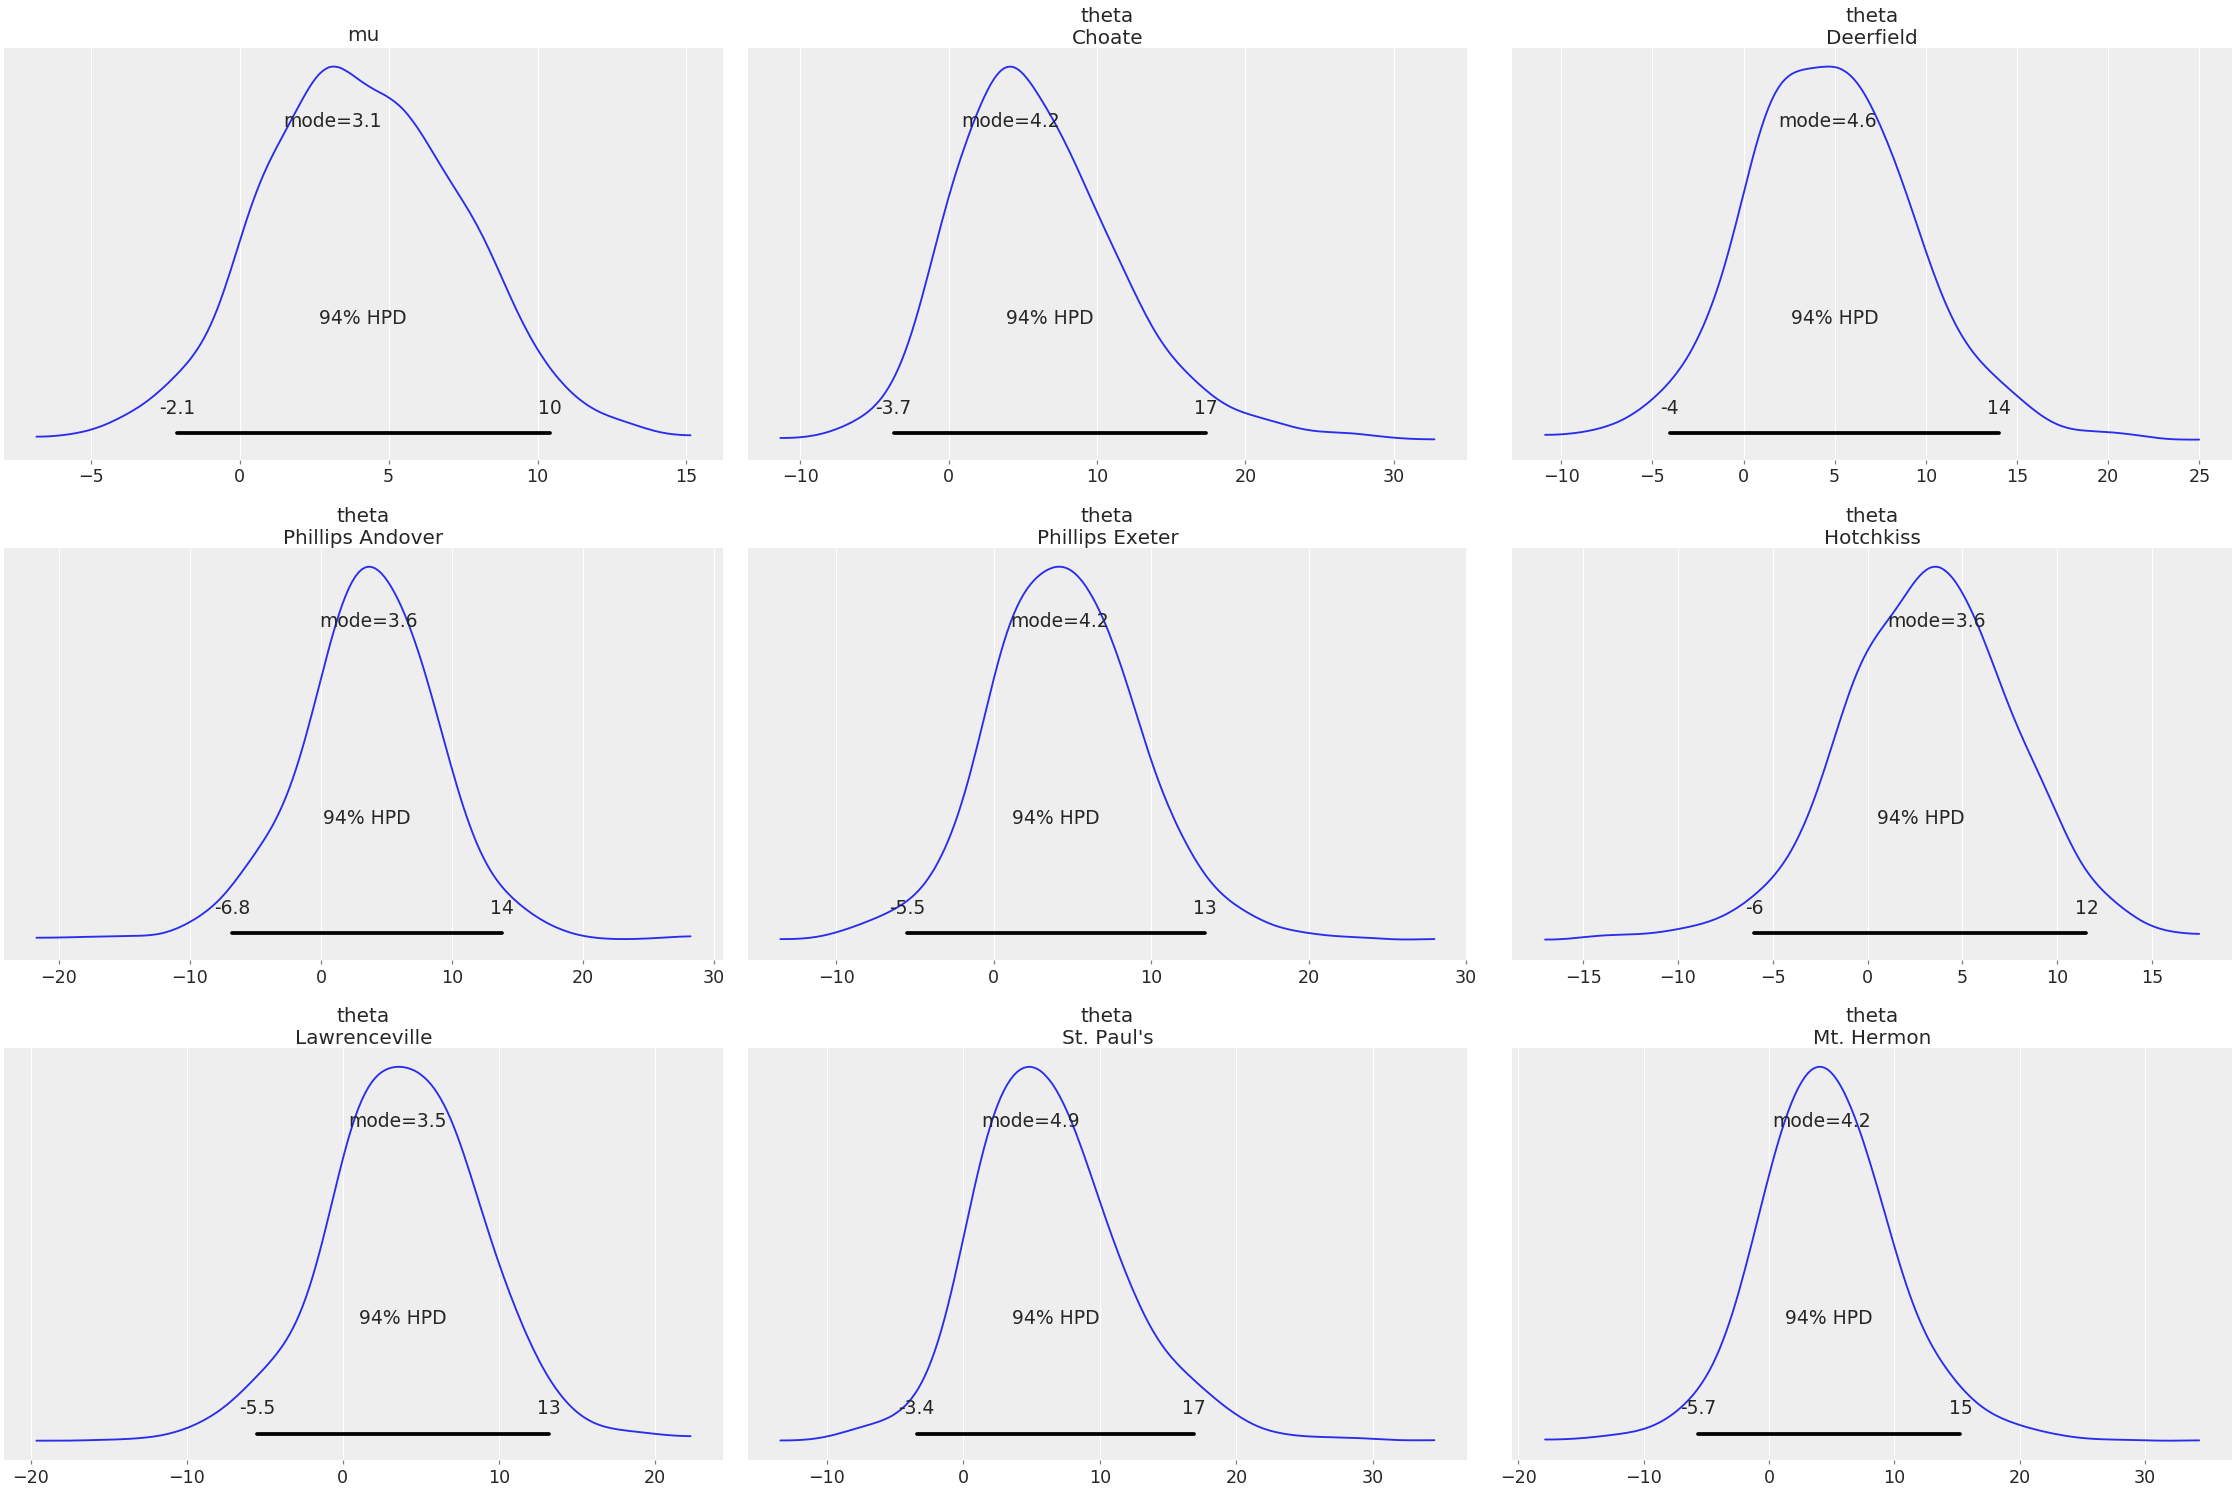 mu
mode=3.1
94% HPD
-2.1 10
−5 0 5 10 15
theta
Choate
mode=4.2
94% HPD
-3.7 17
−10 0 10 20 30
theta
Deerfield
mode=4.6
94% HPD
-4 14
−10 −5 0 5 10 15 20 25
theta
Phillips Andover
mode=3.6
94% HPD
-6.8 14
−20 −10 0 10 20 30
theta
Phillips Exeter
mode=4.2
94% HPD
-5.5 13
−10 0 10 20 30
theta
Hotchkiss
mode=3.6
94% HPD
-6 12
−15 −10 −5 0 5 10 15
theta
Lawrenceville
mode=3.5
94% HPD
-5.5 13
−20 −10 0 10 20
theta
St. Paul's
mode=4.9
94% HPD
-3.4 17
−10 0 10 20 30
theta
Mt. Hermon
mode=4.2
94% HPD
-5.7 15
−20 −10 0 10 20 30